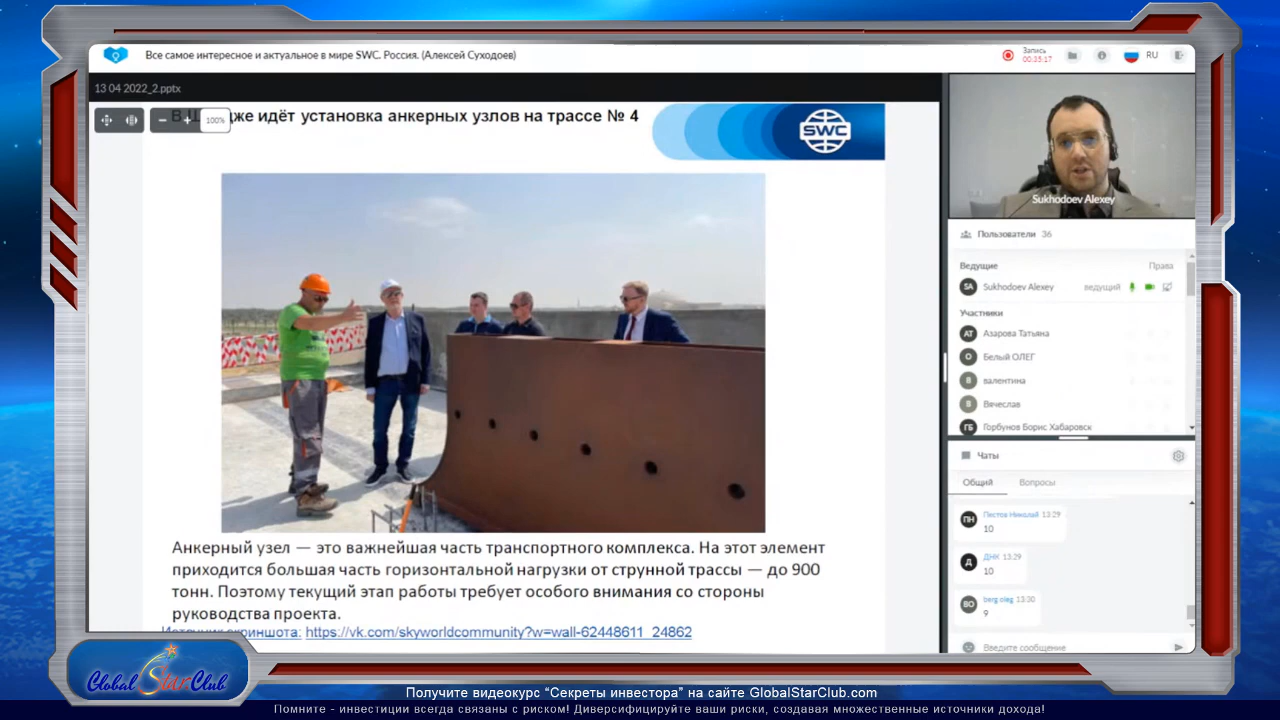 Все самое интересное и актуальное в мире SWC. Россия. (Алексей Суходоев)
Запись
00:35:17
RU
13 04 2022_2.pptx
100%
идёт установка анкерных узлов на трассе № 4
SWC
Анкерный узел — это важнейшая часть транспортного комплекса. На этот элемент
приходится большая часть горизонтальной нагрузки от струнной трассы — до 900
тонн. Поэтому текущий этап работы требует особого внимания со стороны
руководства проекта.
Источник скриншота: https://vk.com/skyworldcommunity?w=wall-62448611_24862
Sukhodoev Alexey
Пользователи 36
Ведущие Права
SA Sukhodoev Alexey ведущий
Участники
АТ Азарова Татьяна
О Белый ОЛЕГ
В валентина
В Вячеслав
ГБ Горбунов Борис Хабаровск
Чаты
Общий Вопросы
ПН Пестов Николай 13:29
10
Д ДНК 13:29
10
BO berg oleg 13:30
9
Введите сообщение
Global Star Club
Получите видеокурс "Секреты инвестора" на сайте GlobalStarClub.com
Помните - инвестиции всегда связаны с риском! Диверсифицируйте ваши риски, создавая множественные источники дохода!